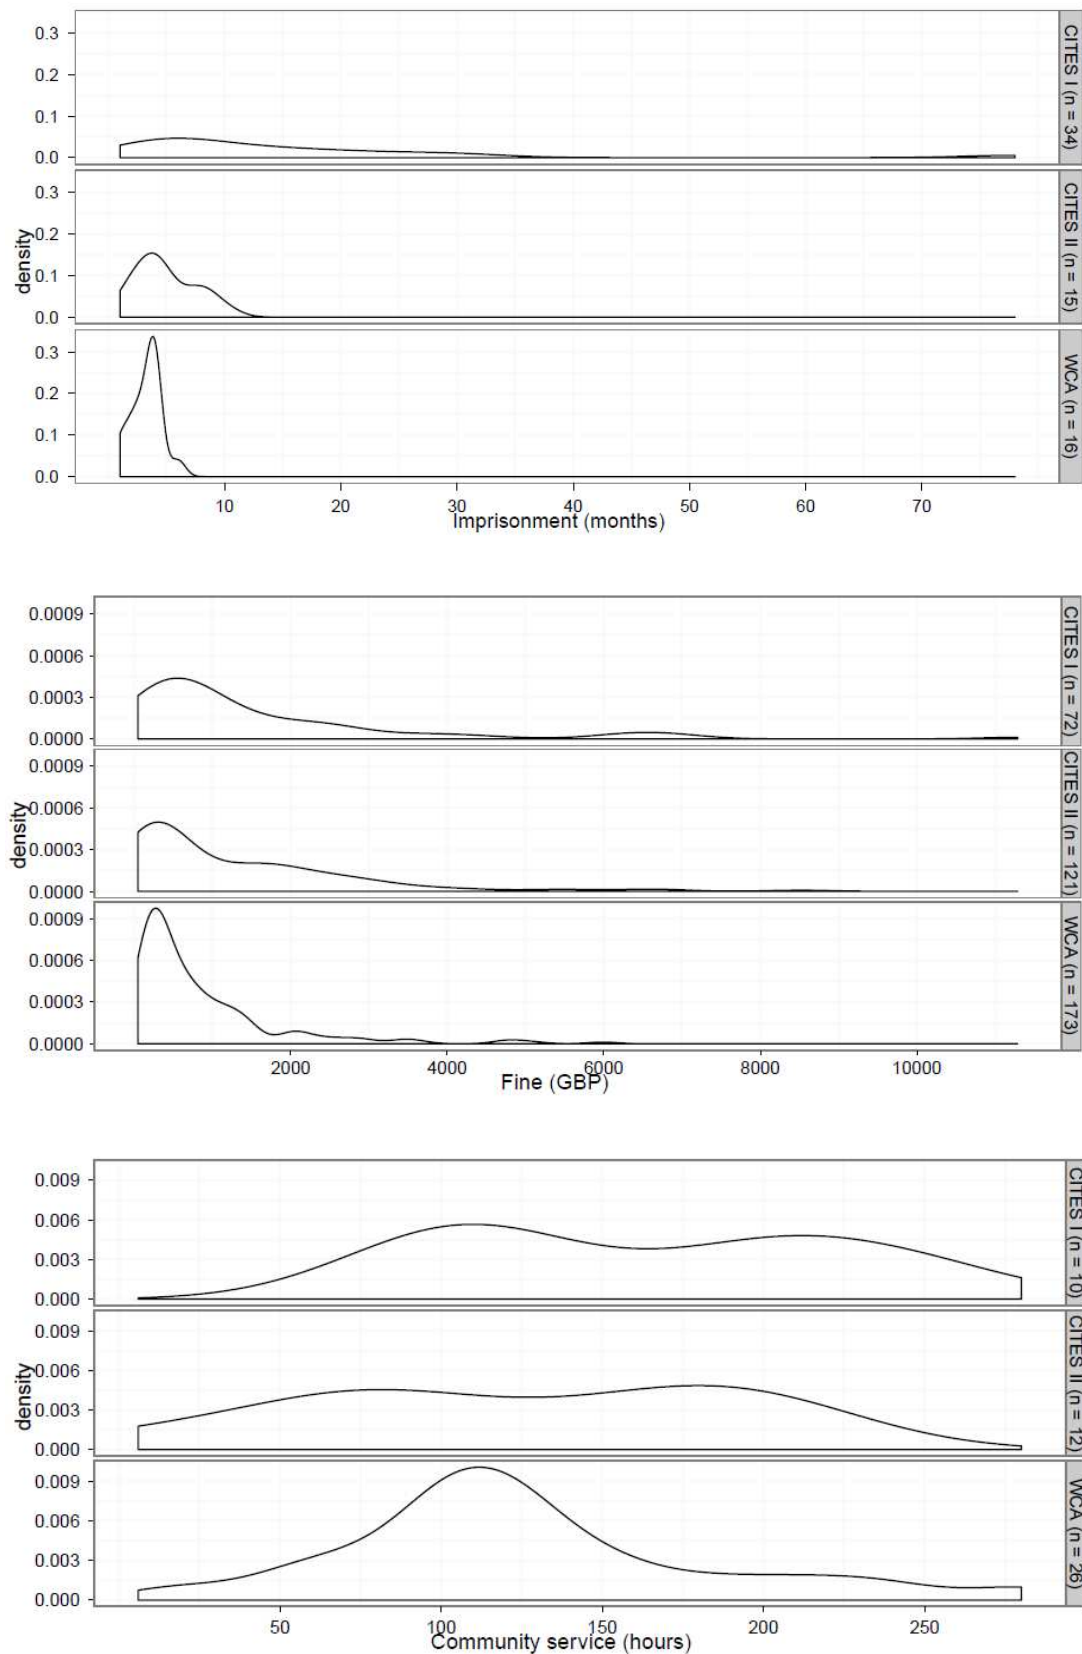 0.3
0.2
0.1
0.0
CITES I (n = 34)
0.3
0.2
0.1
0.0
CITES II (n = 15)
density
0.3
0.2
0.1
0.0
WCA (n = 16)
10 20 30 40 50 60 70
Imprisonment (months)
0.0009
0.0006
0.0003
0.0000
CITES I (n = 72)
0.0009
0.0006
0.0003
0.0000
CITES II (n = 121)
density
0.0009
0.0006
0.0003
0.0000
WCA (n = 173)
2000 4000 6000 8000 10000
Fine (GBP)
0.009
0.006
0.003
0.000
CITES I (n = 10)
0.009
0.006
0.003
0.000
CITES II (n = 12)
density
0.009
0.006
0.003
0.000
WCA (n = 26)
50 100 150 200 250
Community service (hours)